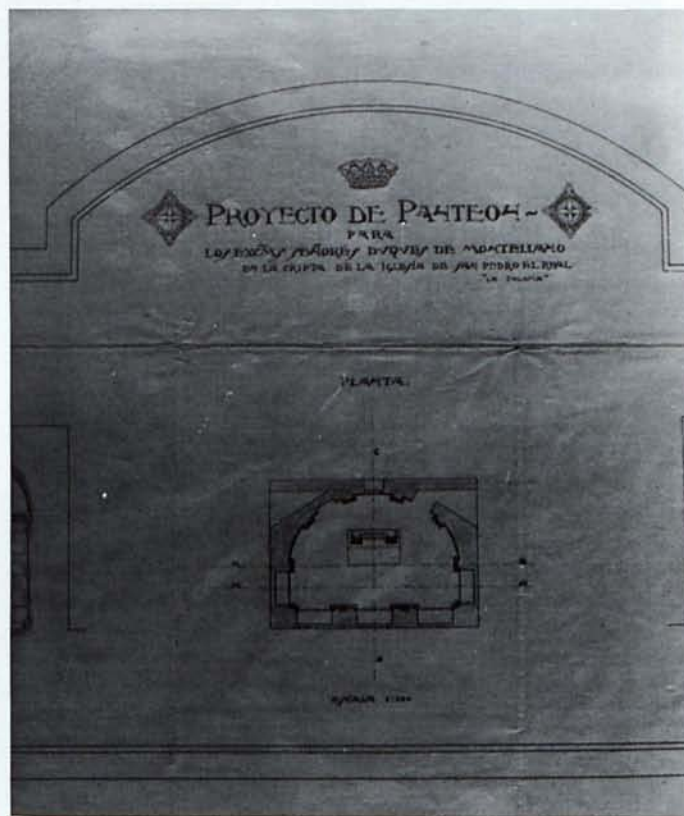 PROYECTO DE PANTEON~
PARA
LOS EXCMOS SEÑORES DUQUES DE MONTELLANO
EN LA CRIPTA DE LA IGLESIA DE SAN PEDRO EL REAL
"LA PALOMA"
PLANTA:
ESCALA